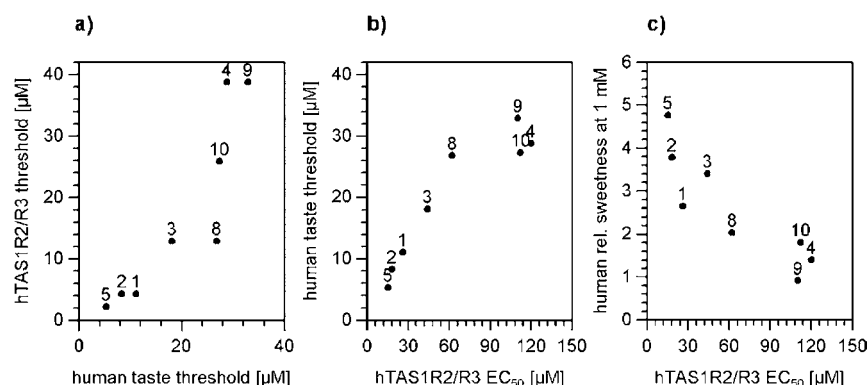 a)
hTAS1R2/R3 threshold [µM]
40
20
0
0 20 40
human taste threshold [µM]
4 9
10
3 8
5 2 1
b)
human taste threshold [µM]
40
30
20
10
0
0 30 60 90 120 150
hTAS1R2/R3 EC50 [µM]
9
8 10 4
3
1
2
5
c)
human rel. sweetness at 1 mM
6
5
4
3
2
1
0
0 30 60 90 120 150
hTAS1R2/R3 EC50 [µM]
5
2
3
1
8
10
4
9